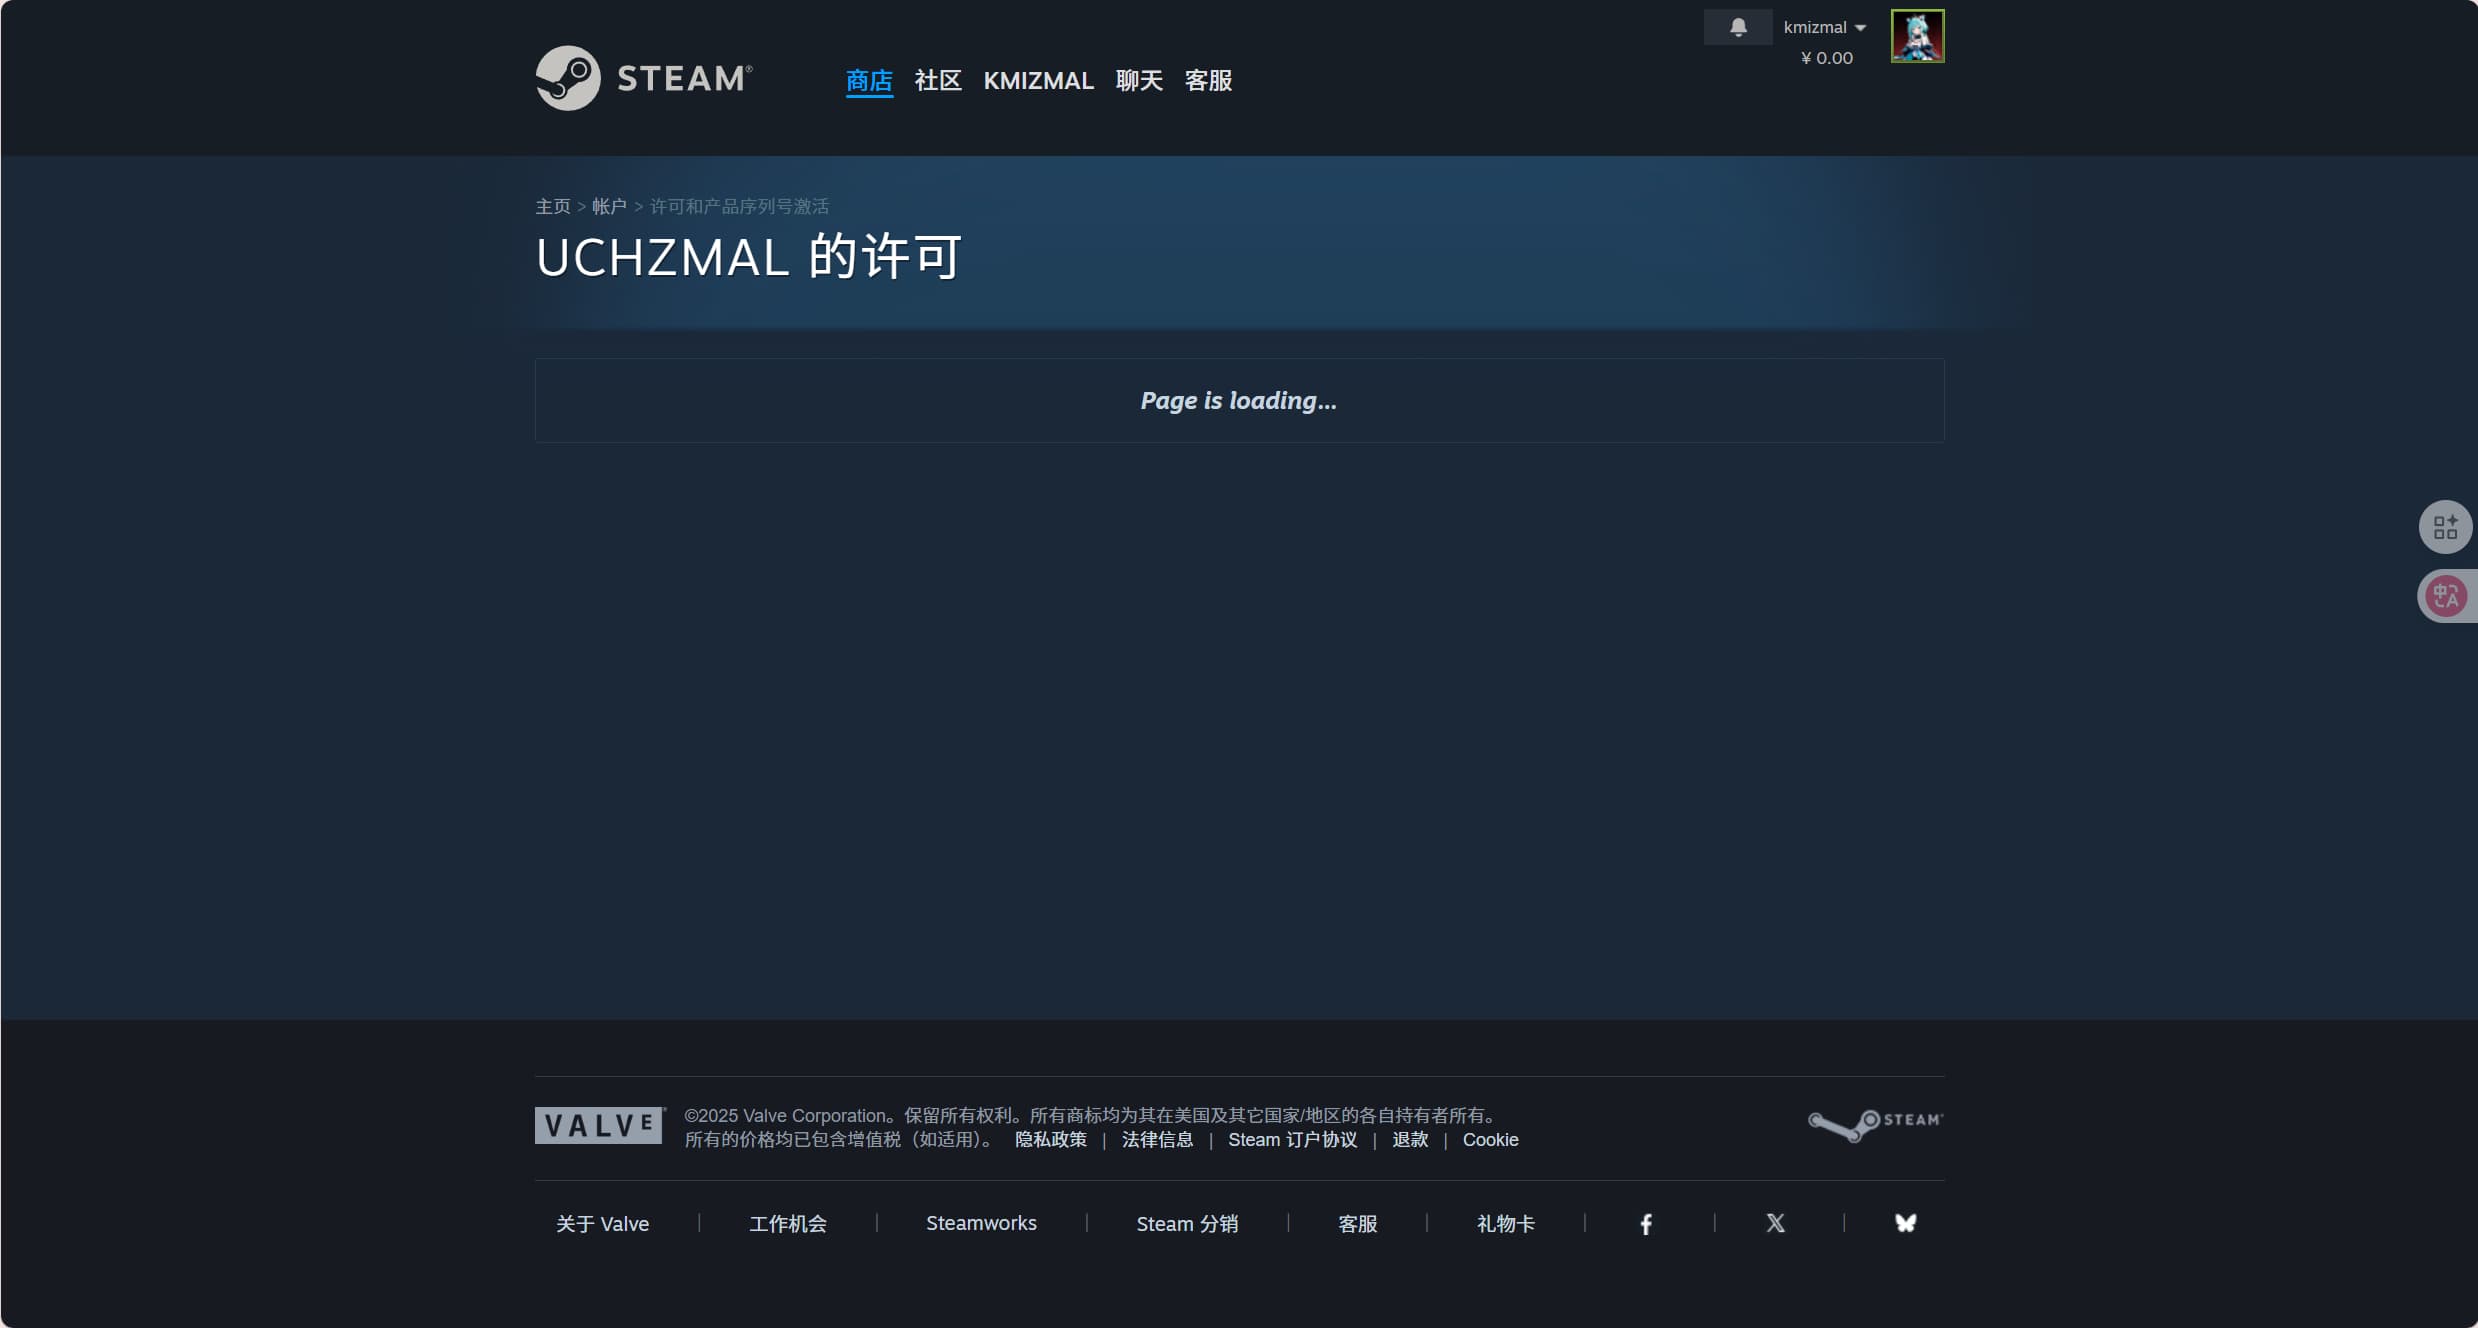 kmizmal
¥ 0.00
STEAM®
商店 社区 KMIZMAL 聊天 客服
主页 > 帐户 > 许可和产品序列号激活
UCHZMAL 的许可
Page is loading...
中A
VALVE ©2025 Valve Corporation。保留所有权利。所有商标均为其在美国及其它国家/地区的各自持有者所有。
所有的价格均已包含增值税（如适用）。 隐私政策 | 法律信息 | Steam 订户协议 | 退款 | Cookie
STEAM
关于 Valve | 工作机会 | Steamworks | Steam 分销 | 客服 | 礼物卡 | f | X |